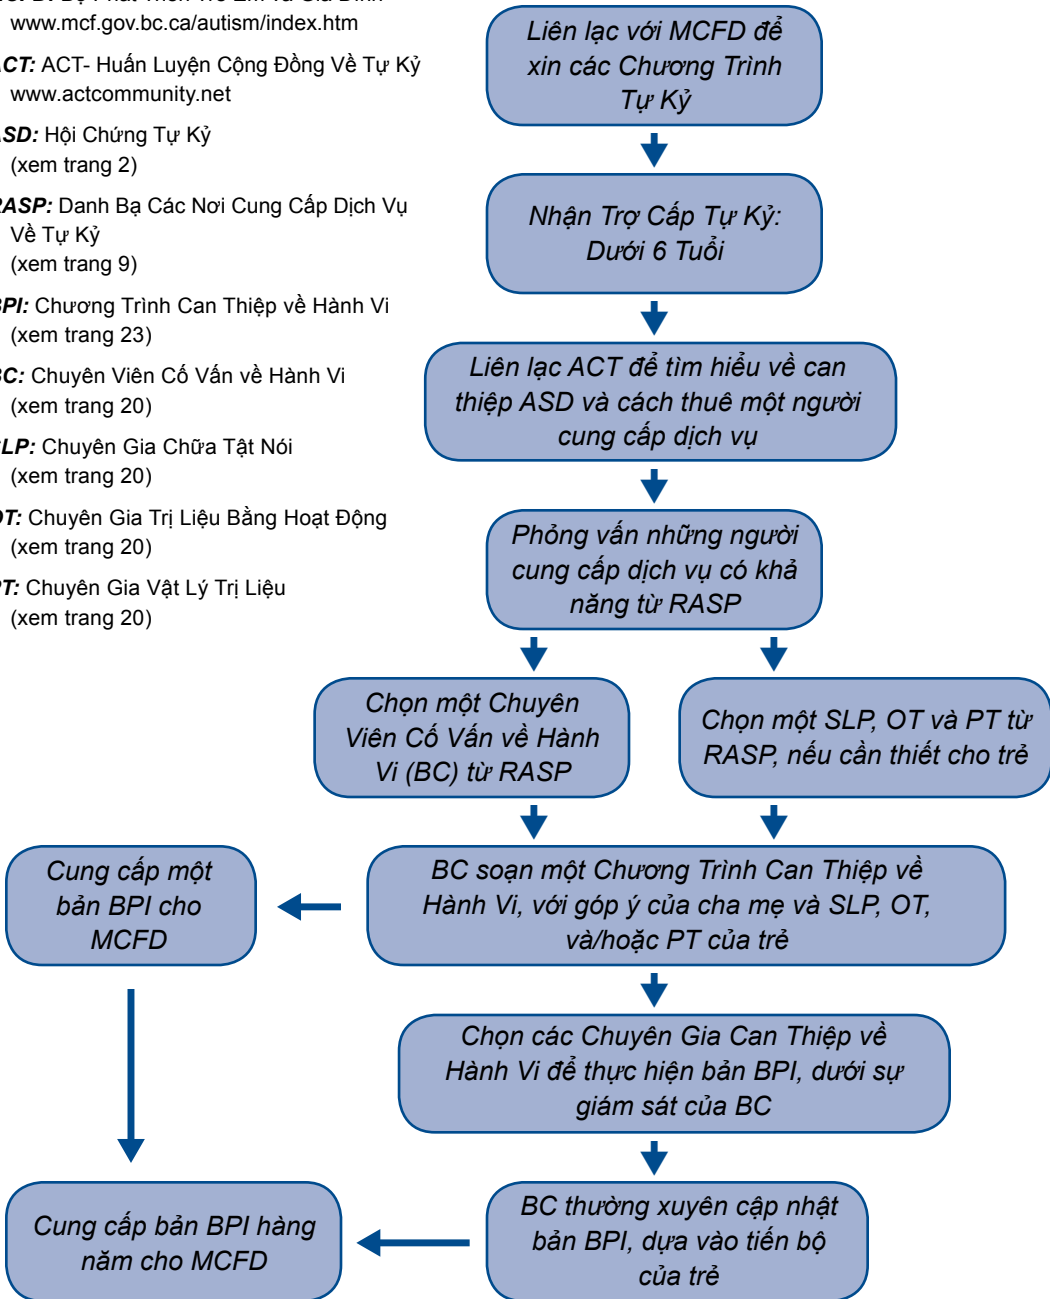 www.mcf.gov.bc.ca/autism/index.htm
ACT: ACT- Huấn Luyện Cộng Đồng Về Tự Kỷ
www.actcommunity.net
ASD: Hội Chứng Tự Kỷ
(xem trang 2)
RASP: Danh Bạ Các Nơi Cung Cấp Dịch Vụ
Về Tự Kỷ
(xem trang 9)
BPI: Chương Trình Can Thiệp về Hành Vi
(xem trang 23)
BC: Chuyên Viên Cố Vấn về Hành Vi
(xem trang 20)
SLP: Chuyên Gia Chữa Tật Nói
(xem trang 20)
OT: Chuyên Gia Trị Liệu Bằng Hoạt Động
(xem trang 20)
PT: Chuyên Gia Vật Lý Trị Liệu
(xem trang 20)
Liên lạc với MCFD để
xin các Chương Trình
Tự Kỷ
Nhận Trợ Cấp Tự Kỷ:
Dưới 6 Tuổi
Liên lạc ACT để tìm hiểu về can
thiệp ASD và cách thuê một người
cung cấp dịch vụ
Phỏng vấn những người
cung cấp dịch vụ có khả
năng từ RASP
Chọn một Chuyên
Viên Cố Vấn về Hành
Vi (BC) từ RASP
Chọn một SLP, OT và PT từ
RASP, nếu cần thiết cho trẻ
Cung cấp một
bản BPI cho
MCFD
BC soạn một Chương Trình Can Thiệp về
Hành Vi, với góp ý của cha mẹ và SLP, OT,
và/hoặc PT của trẻ
Chọn các Chuyên Gia Can Thiệp về
Hành Vi để thực hiện bản BPI, dưới sự
giám sát của BC
Cung cấp bản BPI hàng
năm cho MCFD
BC thường xuyên cập nhật
bản BPI, dựa vào tiến bộ
của trẻ